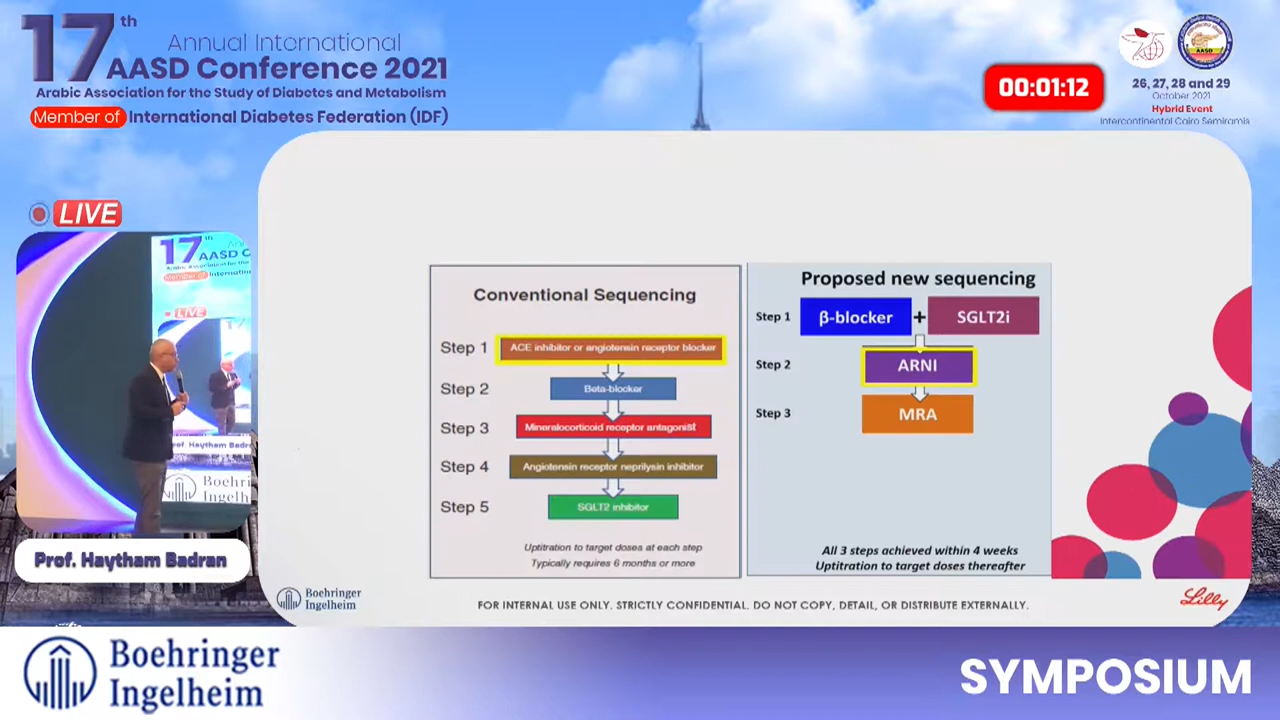 17th
Annual International
AASD Conference 2021
Arabic Association for the Study of Diabetes and Metabolism
Member of International Diabetes Federation (IDF)
00:01:12
AASD
26, 27, 28 and 29
October 2021
Hybrid Event
Intercontinental Cairo Semiramis
LIVE
17th
AASD C
LIVE
Boehringer
Ingelheim
Prof. Haytham Badran
Conventional Sequencing
Step 1 ACE inhibitor or angiotensin receptor blocker
Step 2 Beta-blocker
Step 3 Mineralocorticoid receptor antagonist
Step 4 Angiotensin receptor neprilysin inhibitor
Step 5 SGLT2 inhibitor
Uptitration to target doses at each step
Typically requires 6 months or more
Proposed new sequencing
Step 1 β-blocker + SGLT2i
Step 2 ARNI
Step 3 MRA
All 3 steps achieved within 4 weeks
Uptitration to target doses thereafter
Boehringer
Ingelheim
FOR INTERNAL USE ONLY. STRICTLY CONFIDENTIAL. DO NOT COPY, DETAIL, OR DISTRIBUTE EXTERNALLY.
Lilly
Boehringer
Ingelheim
SYMPOSIUM